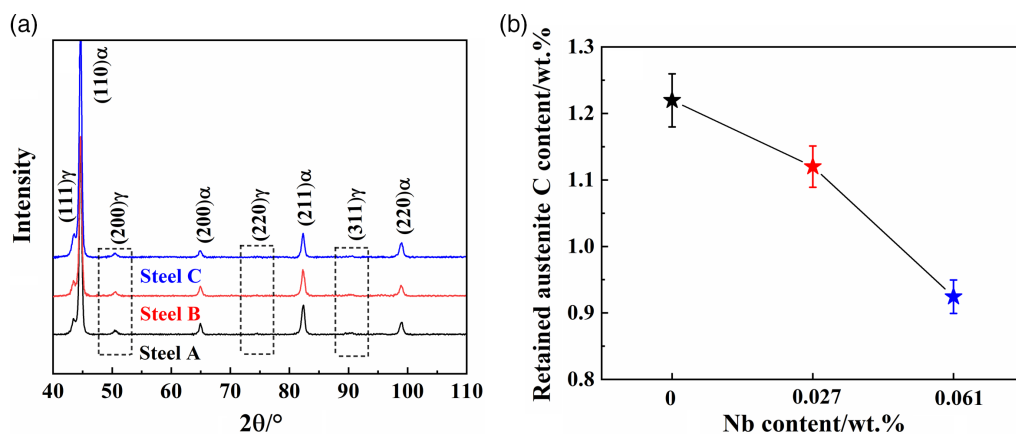 (a)
Intensity
(111)γ
(110)α
(200)γ
(200)α
(220)γ
(211)α
(311)γ
(220)α
Steel C
Steel B
Steel A
40 50 60 70 80 90 100 110
2θ/°
(b)
Retained austenite C content/wt.%
1.3
1.2
1.1
1.0
0.9
0.8
0 0.027 0.061
Nb content/wt.%